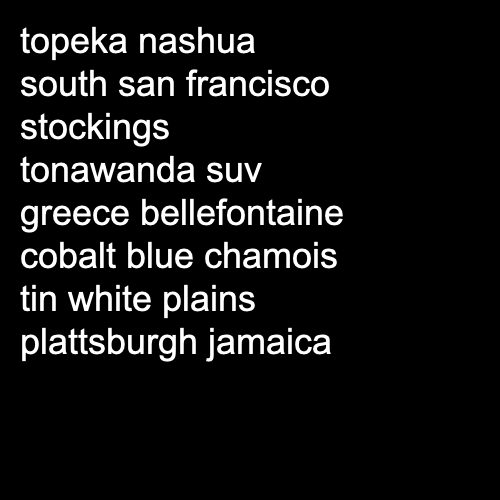 topeka nashua
south san francisco
stockings
tonawanda suv
greece bellefontaine
cobalt blue chamois
tin white plains
plattsburgh jamaica